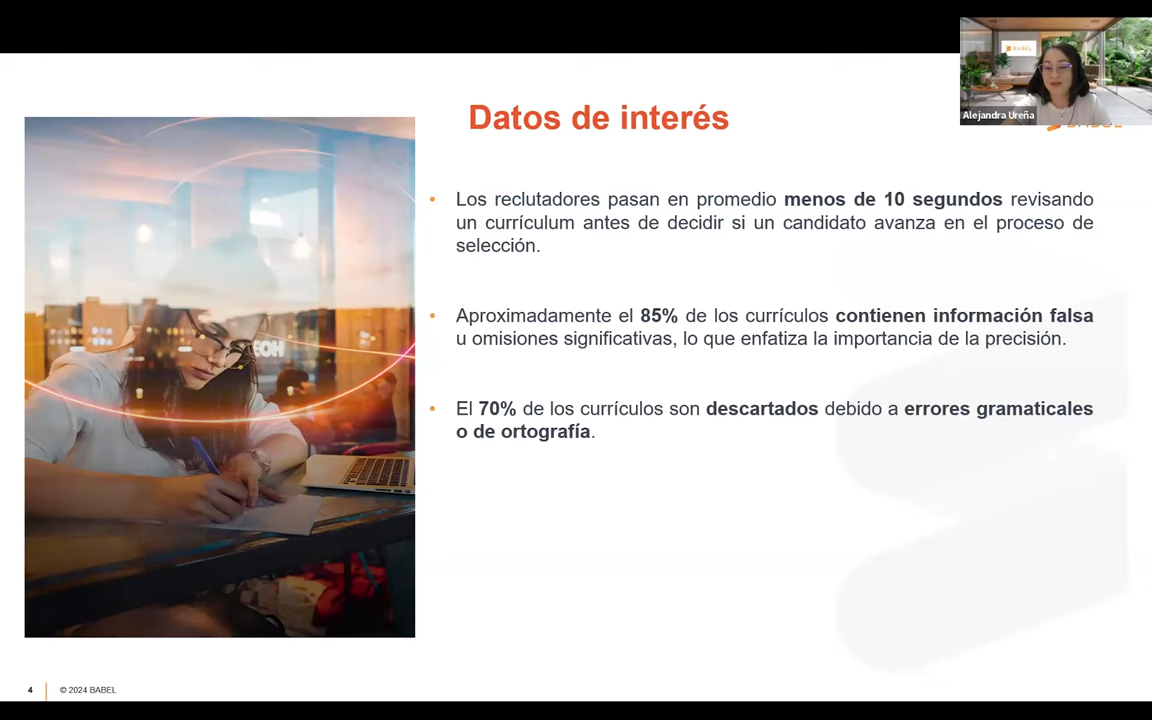 Datos de interés
BABEL
Alejandra Ureña
• Los reclutadores pasan en promedio menos de 10 segundos revisando
un currículum antes de decidir si un candidato avanza en el proceso de
selección.
• Aproximadamente el 85% de los currículos contienen información falsa
u omisiones significativas, lo que enfatiza la importancia de la precisión.
• El 70% de los currículos son descartados debido a errores gramaticales
o de ortografía.
4
© 2024 BABEL